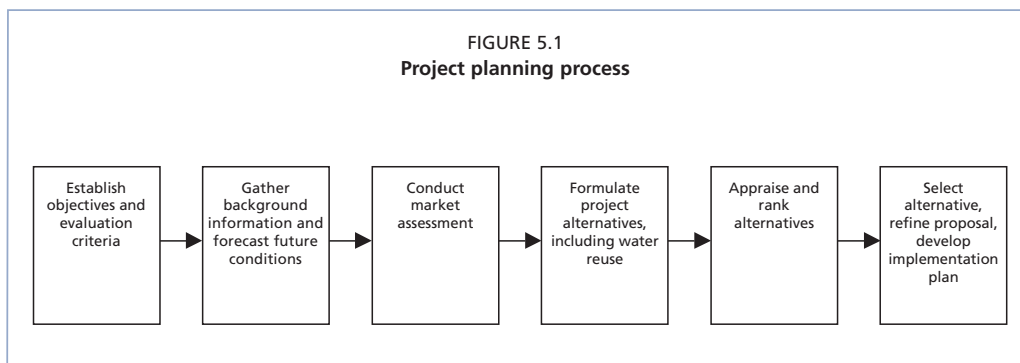 FIGURE 5.1
Project planning process
Establish
objectives and
evaluation
criteria
Gather
background
information and
forecast future
conditions
Conduct
market
assessment
Formulate
project
alternatives,
including water
reuse
Appraise and
rank
alternatives
Select
alternative,
refine proposal,
develop
implementation
plan